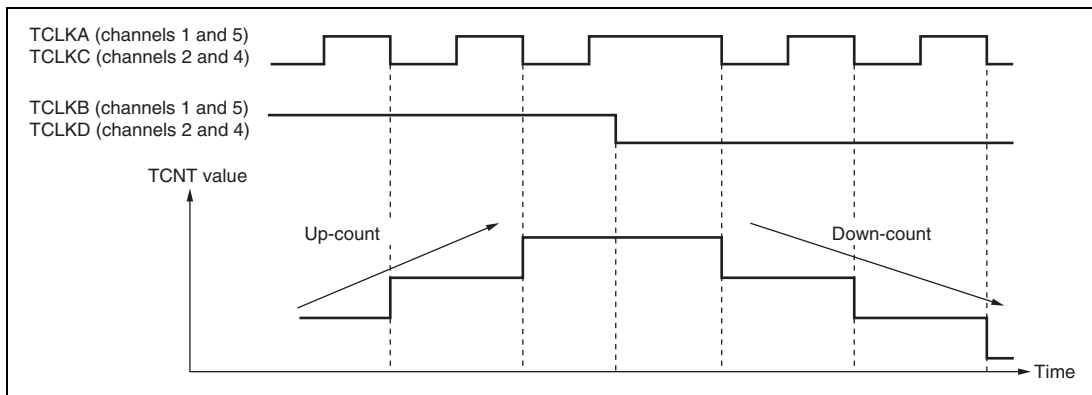 TCLKA (channels 1 and 5)
TCLKC (channels 2 and 4)
TCLKB (channels 1 and 5)
TCLKD (channels 2 and 4)
TCNT value
Up-count
Down-count
Time